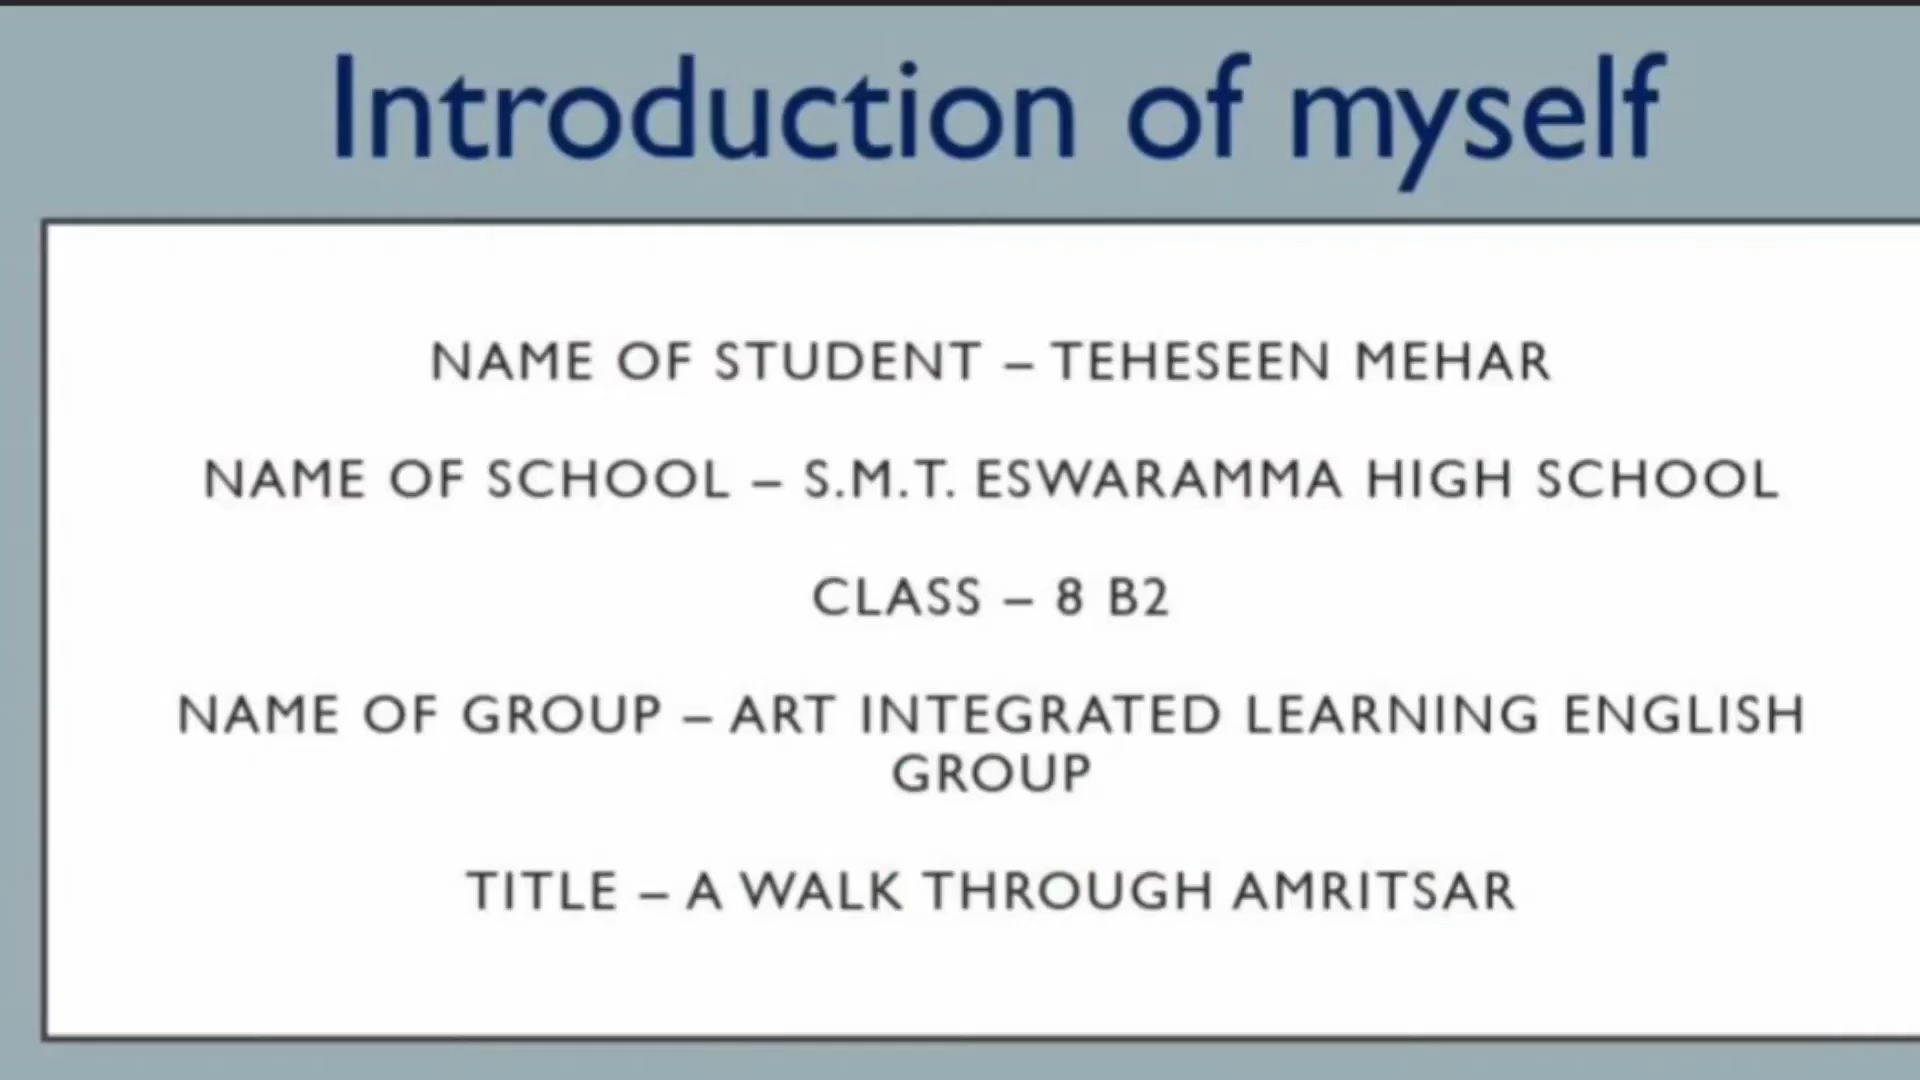 Introduction of myself
NAME OF STUDENT – TEHESEEN MEHAR
NAME OF SCHOOL – S.M.T. ESWARAMMA HIGH SCHOOL
CLASS – 8 B2
NAME OF GROUP – ART INTEGRATED LEARNING ENGLISH
GROUP
TITLE – A WALK THROUGH AMRITSAR